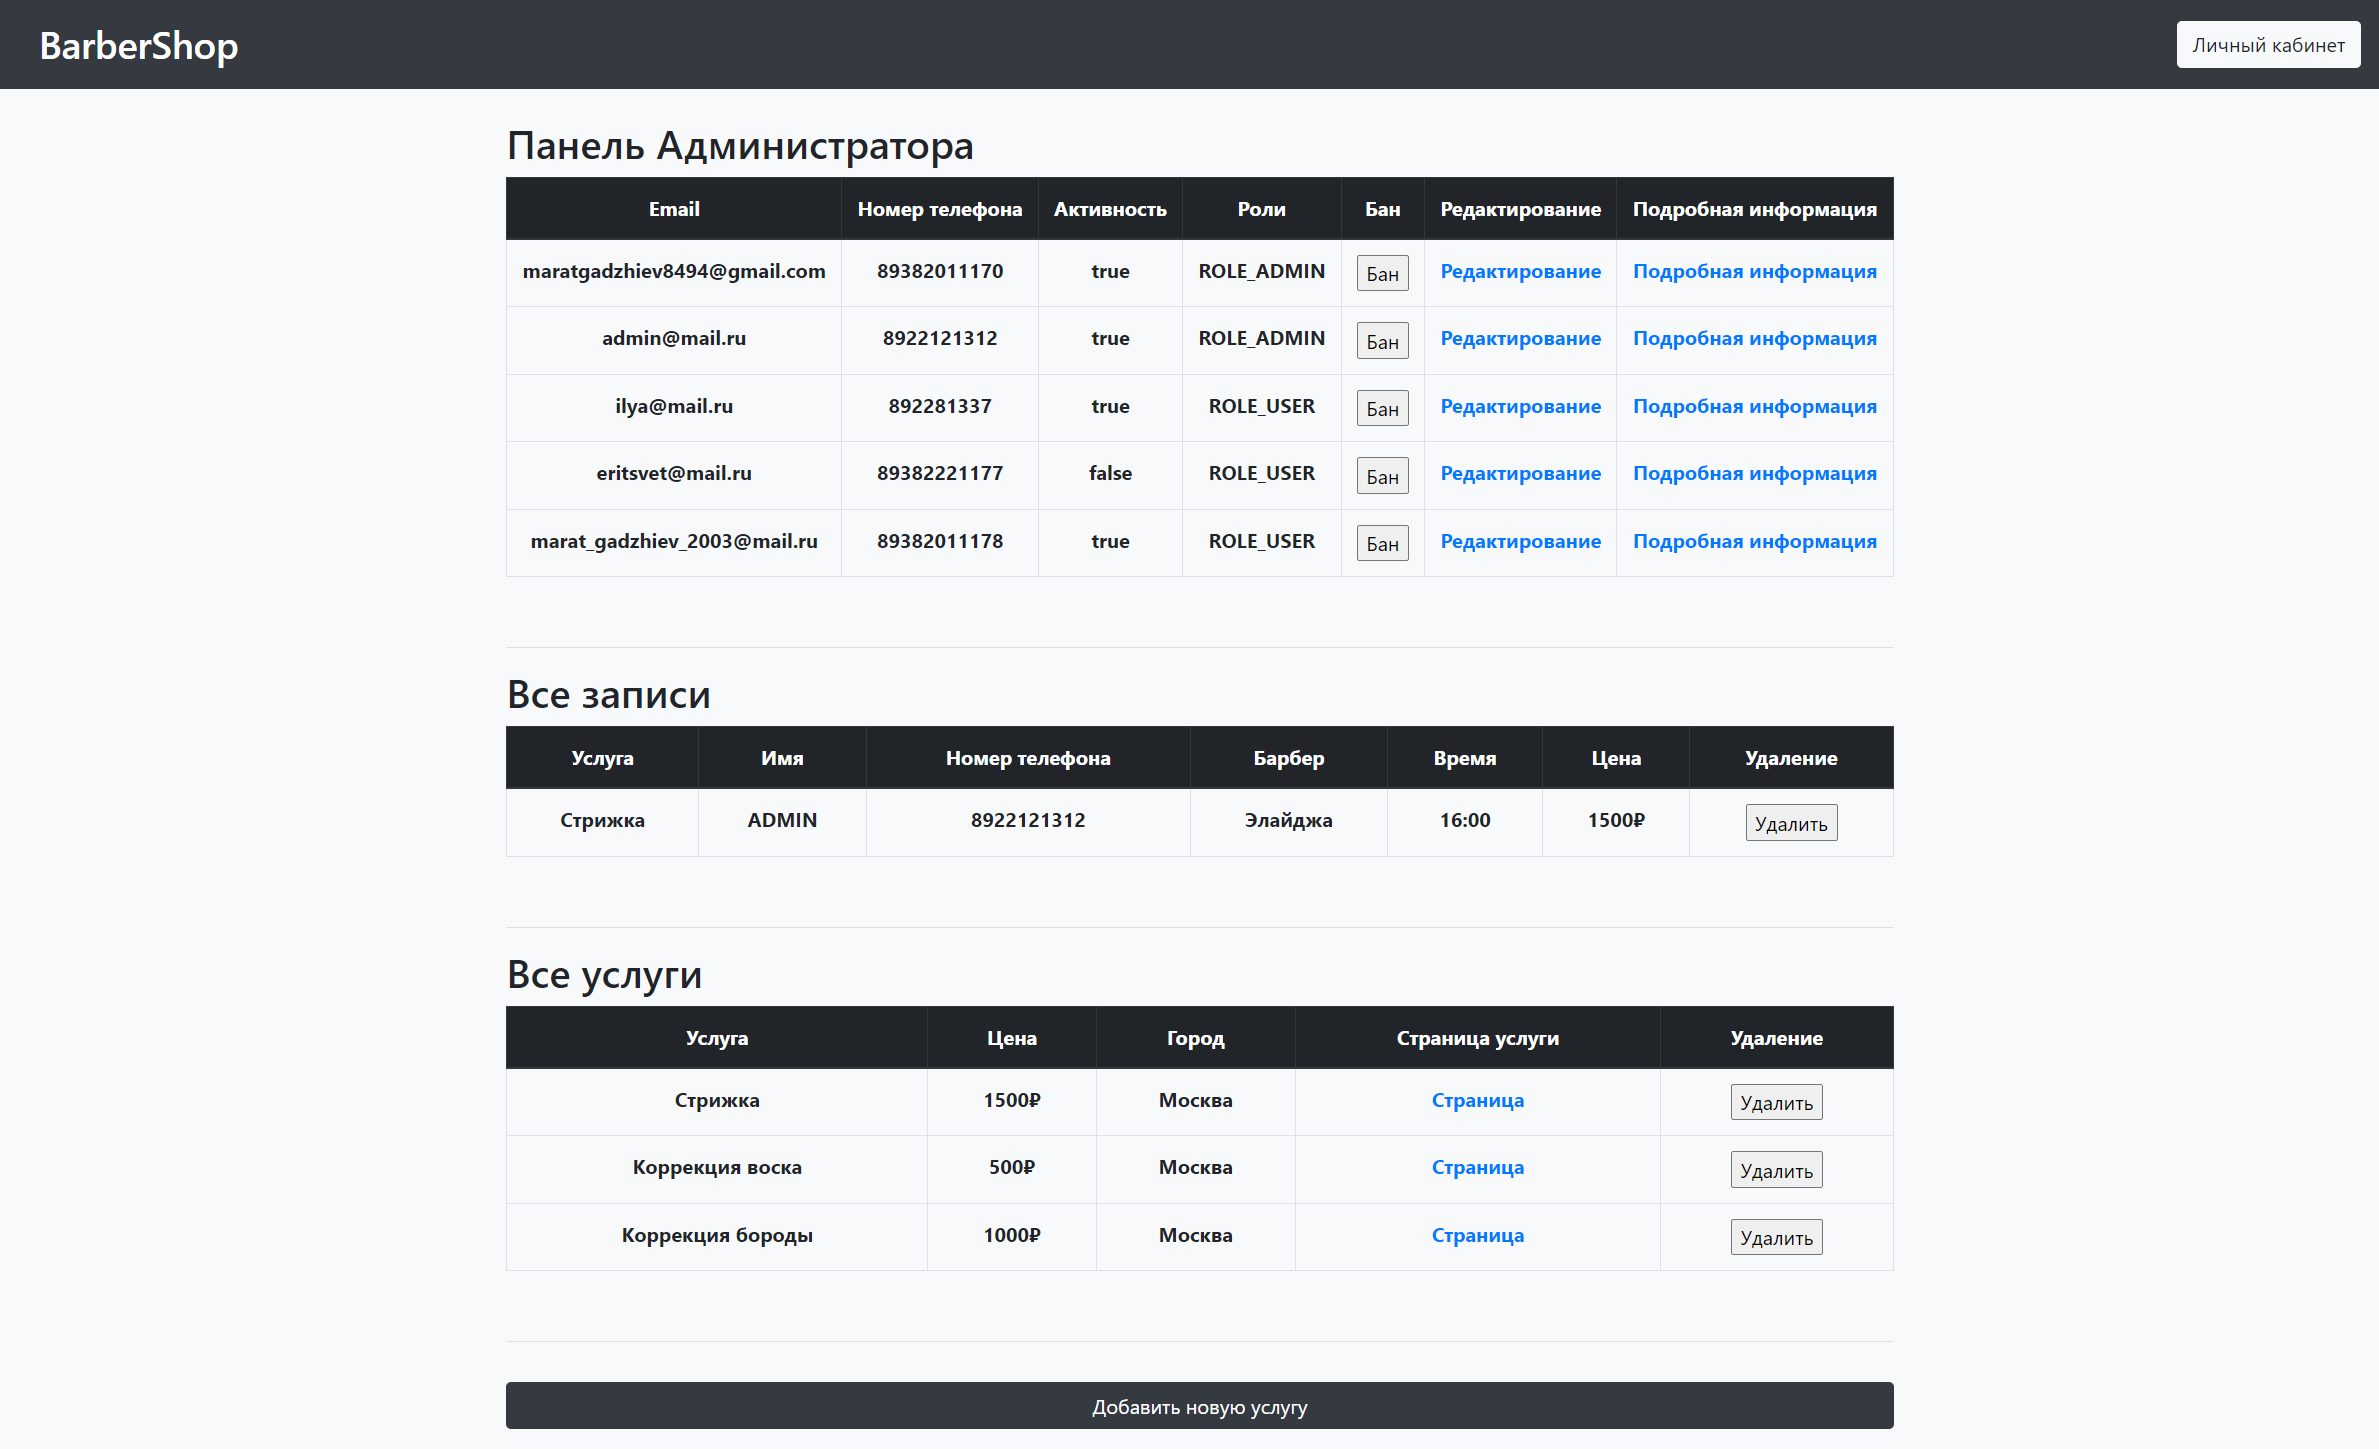 BarberShop
Личный кабинет
Панель Администратора
Email Номер телефона Активность Роли Бан Редактирование Подробная информация
maratgadzhiev8494@gmail.com 89382011170 true ROLE_ADMIN Бан Редактирование Подробная информация
admin@mail.ru 8922121312 true ROLE_ADMIN Бан Редактирование Подробная информация
ilya@mail.ru 892281337 true ROLE_USER Бан Редактирование Подробная информация
eritsvet@mail.ru 89382221177 false ROLE_USER Бан Редактирование Подробная информация
marat_gadzhiev_2003@mail.ru 89382011178 true ROLE_USER Бан Редактирование Подробная информация
Все записи
Услуга Имя Номер телефона Барбер Время Цена Удаление
Стрижка ADMIN 8922121312 Элайджа 16:00 1500₽ Удалить
Все услуги
Услуга Цена Город Страница услуги Удаление
Стрижка 1500₽ Москва Страница Удалить
Коррекция воска 500₽ Москва Страница Удалить
Коррекция бороды 1000₽ Москва Страница Удалить
Добавить новую услугу